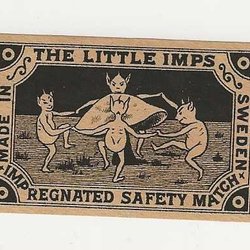 THE LITTLE IMPS
MADE IN
SWEDEN
IMPREGNATED SAFETY MATCH